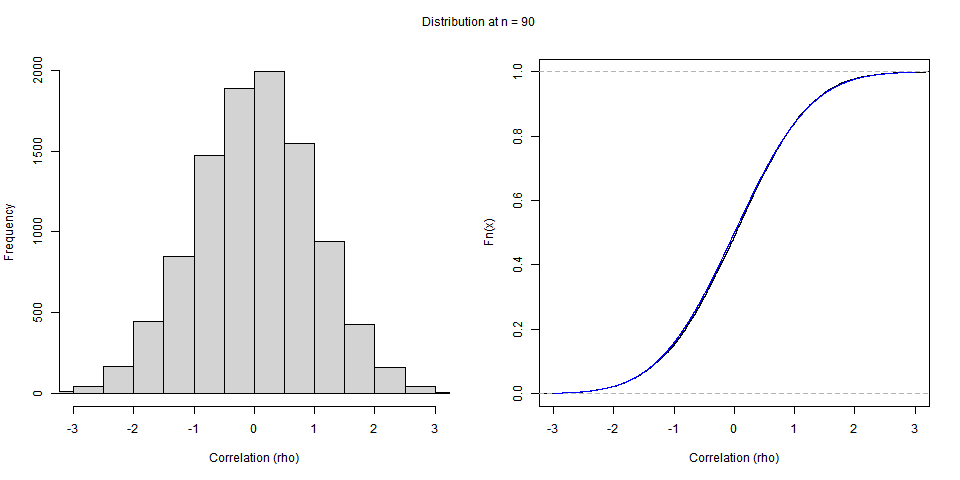 Distribution at n = 90
Frequency
2000
1500
1000
500
0
-3 -2 -1 0 1 2 3
Correlation (rho)
Fn(x)
1.0
0.8
0.6
0.4
0.2
0.0
-3 -2 -1 0 1 2 3
Correlation (rho)